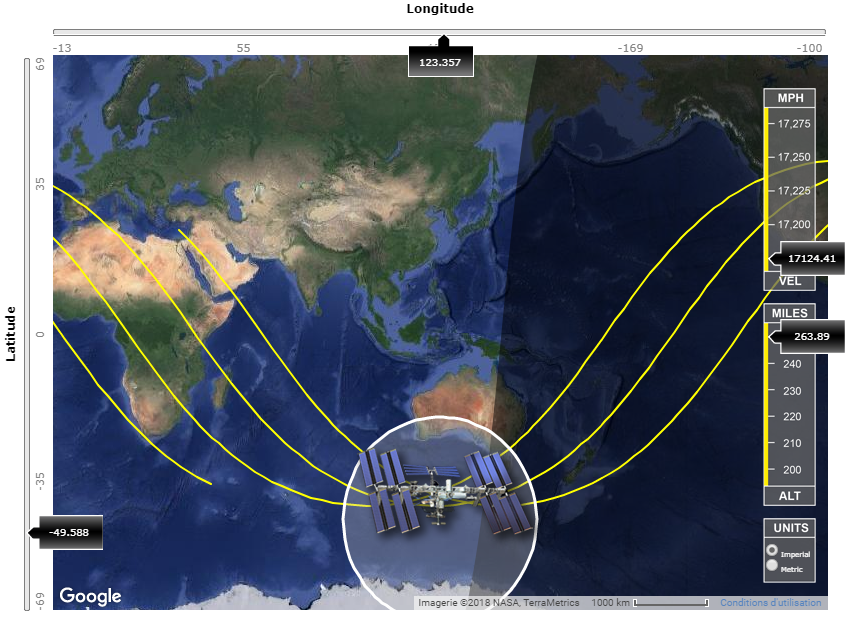 Longitude
-13 55 -169 -100
123.357
Latitude
69
35
0
-35
-69
-49.588
MPH
17,275
17,250
17,225
17,200
17124.41
VEL
MILES
263.89
240
230
220
210
200
ALT
UNITS
Imperial
Metric
Google
Imagerie ©2018 NASA, TerraMetrics 1000 km Conditions d'utilisation